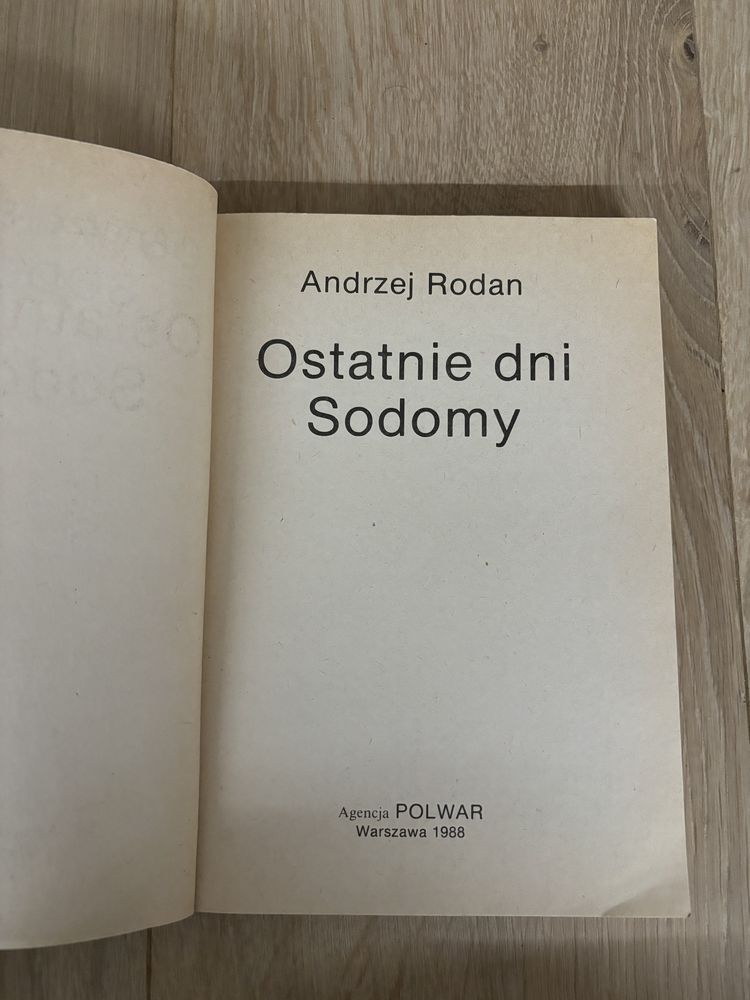 Andrzej Rodan
Ostatnie dni
Sodomy
Agencja POLWAR
Warszawa 1988